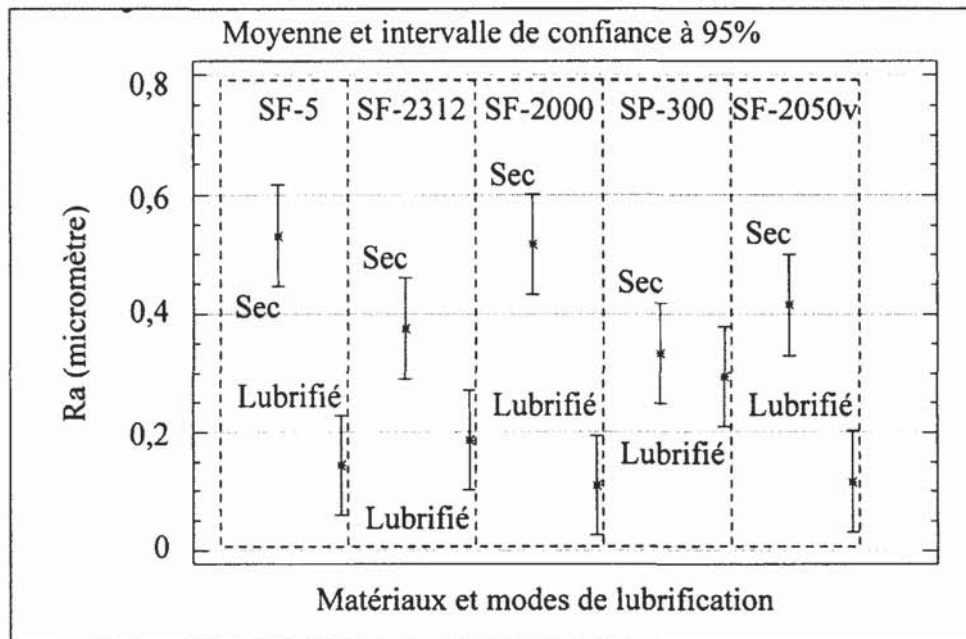 Moyenne et intervalle de confiance à 95%
0,8
SF-5 SF-2312 SF-2000 SP-300 SF-2050v
Sec
0,6
Sec Sec Sec
Sec
0,4
Lubrifié Lubrifié Lubrifié
0,2
Lubrifié
Lubrifié
0
Ra (micromètre)
Matériaux et modes de lubrification